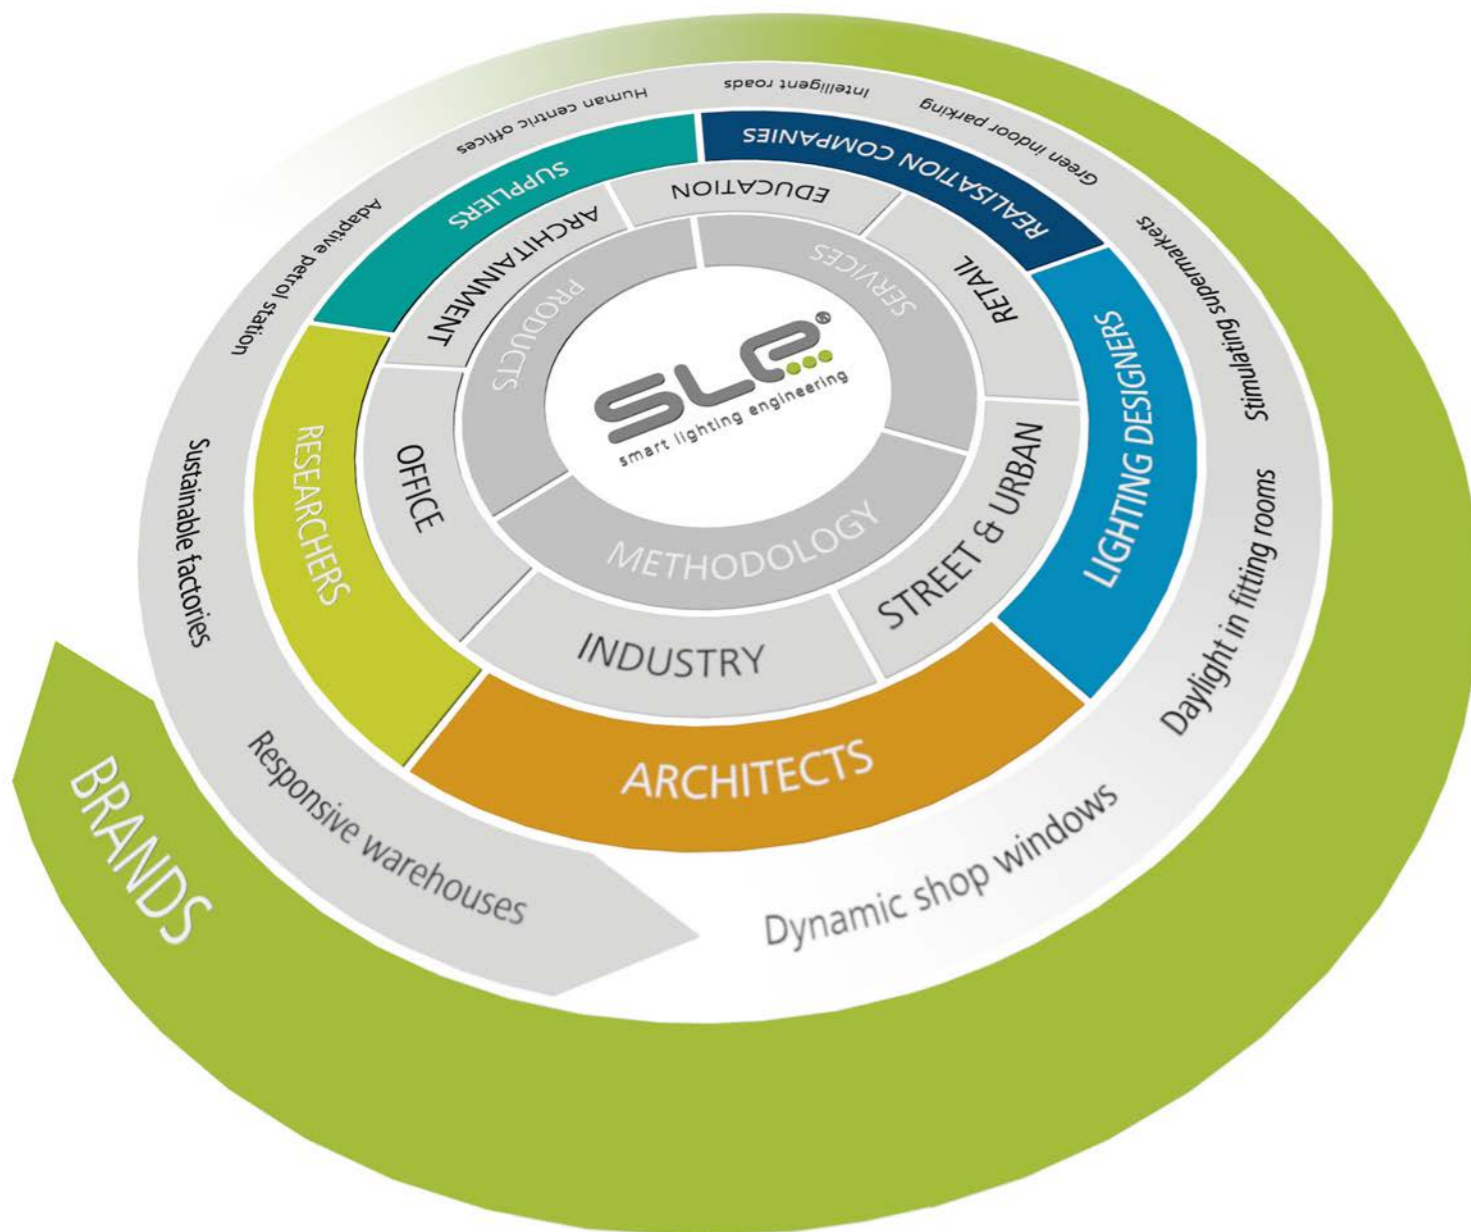 SLE®
smart lighting engineering
PRODUCTS
SERVICES
METHODOLOGY
ARCHITAINMENT
EDUCATION
RETAIL
STREET & URBAN
INDUSTRY
OFFICE
SUPPLIERS
REALISATION COMPANIES
LIGHTING DESIGNERS
ARCHITECTS
RESEARCHERS
Dynamic shop windows
Daylight in fitting rooms
Stimulating supermarkets
Green indoor parking
Intelligent roads
Human centric offices
Adaptive petrol station
Sustainable factories
Responsive warehouses
BRANDS